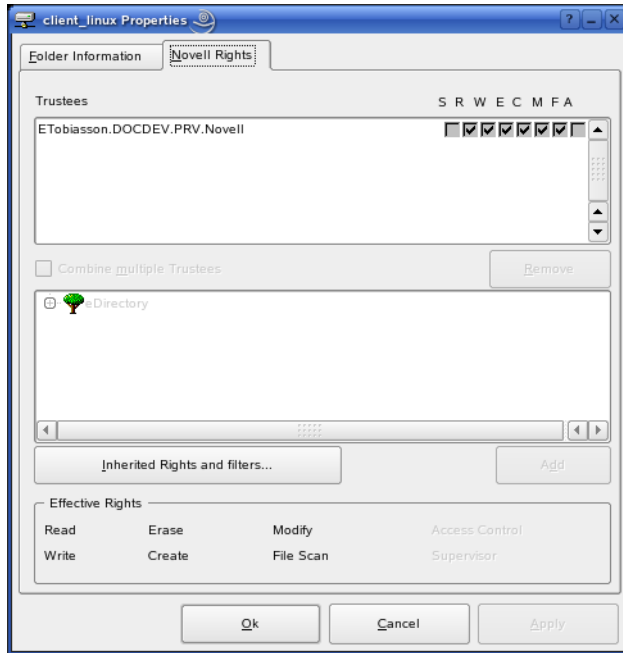 client_linux Properties
Folder Information
Novell Rights
Trustees
S R W E C M F A
ETobiasson.DOCDEV.PRV.Novell
Combine multiple Trustees
Remove
eDirectory
Inherited Rights and filters...
Add
Effective Rights
Read Erase Modify Access Control
Write Create File Scan Supervisor
Ok Cancel Apply